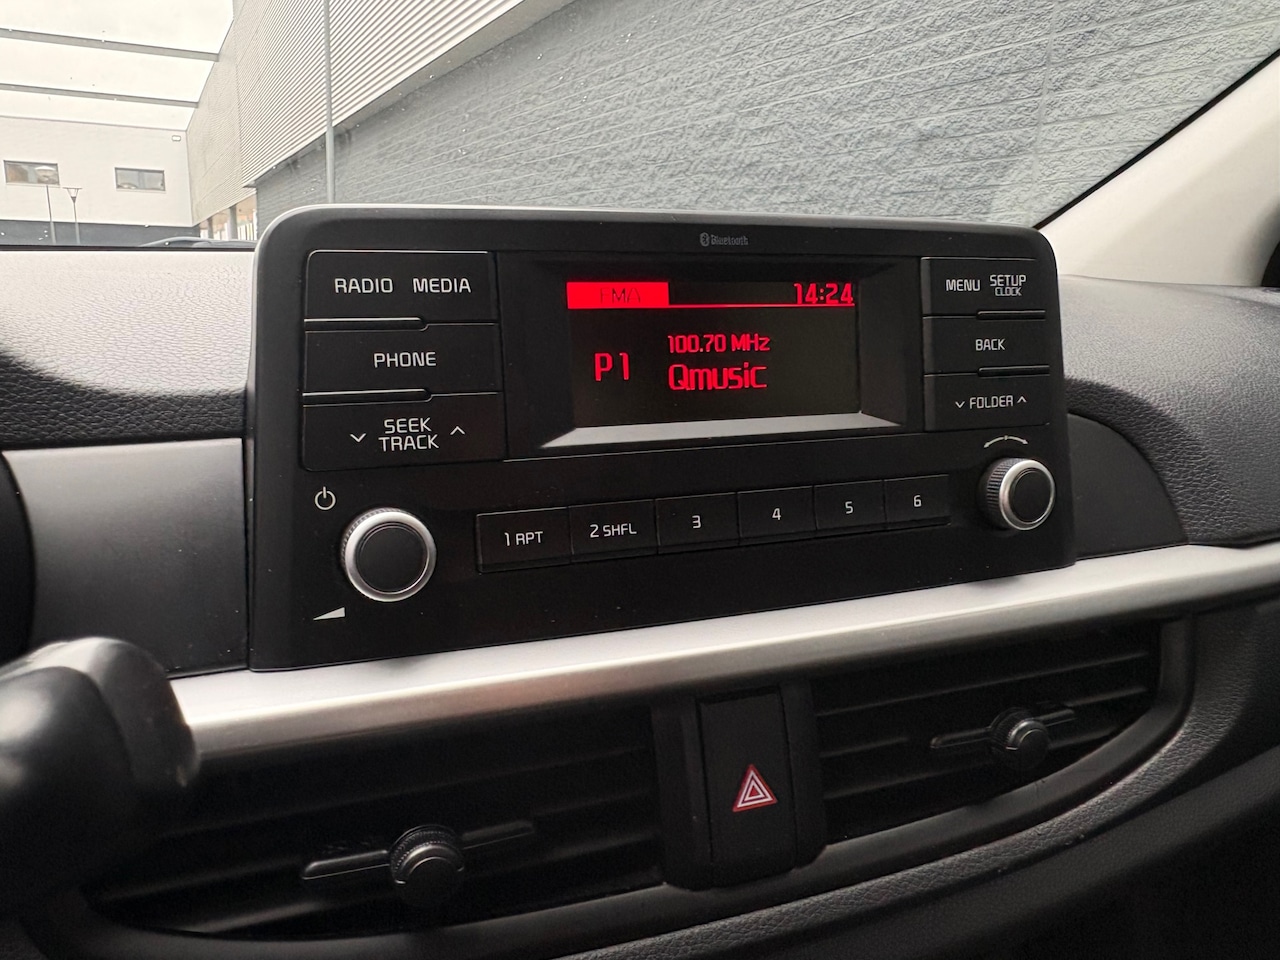 Bluetooth
RADIO MEDIA
PHONE
SEEK
TRACK
FMA 14:24
100.70 MHz
P1 Qmusic
MENU SETUP
CLOCK
BACK
FOLDER
1 RPT 2 SHFL 3 4 5 6